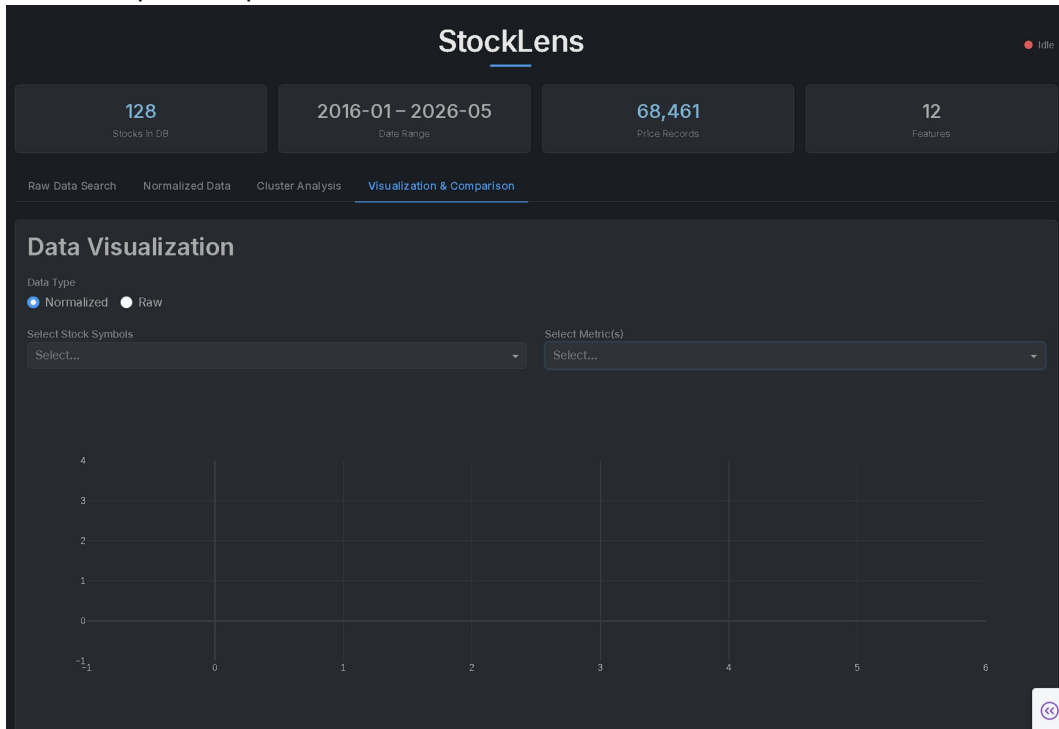 StockLens
Idle
128
Stocks in DB
2016-01 – 2026-05
Date Range
68,461
Price Records
12
Features
Raw Data Search Normalized Data Cluster Analysis Visualization & Comparison
Data Visualization
Data Type
Normalized Raw
Select Stock Symbols Select Metric(s)
Select... Select...
4
3
2
1
0
−1
−1 0 1 2 3 4 5 6